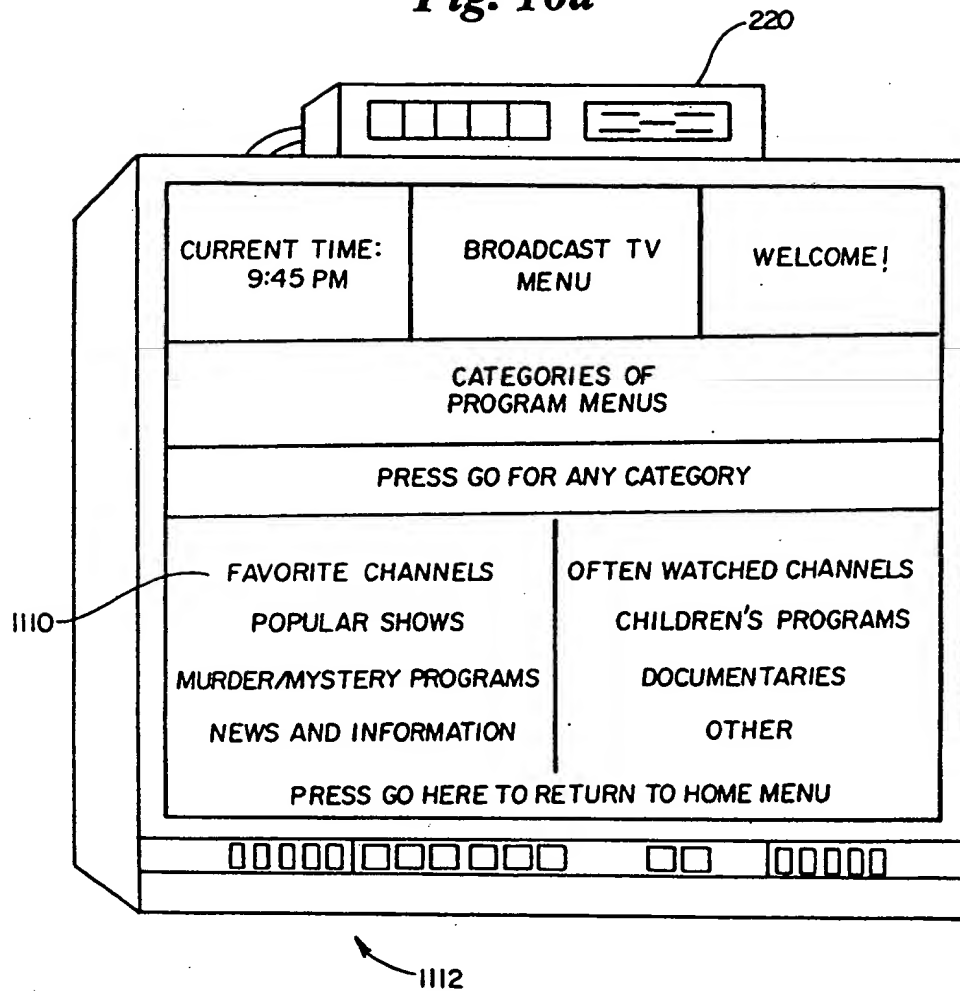 Fig. 16a
220
CURRENT TIME:
9:45 PM
BROADCAST TV
MENU
WELCOME!
CATEGORIES OF
PROGRAM MENUS
PRESS GO FOR ANY CATEGORY
FAVORITE CHANNELS
OFTEN WATCHED CHANNELS
1110
POPULAR SHOWS
CHILDREN'S PROGRAMS
MURDER/MYSTERY PROGRAMS
DOCUMENTARIES
NEWS AND INFORMATION
OTHER
PRESS GO HERE TO RETURN TO HOME MENU
1112